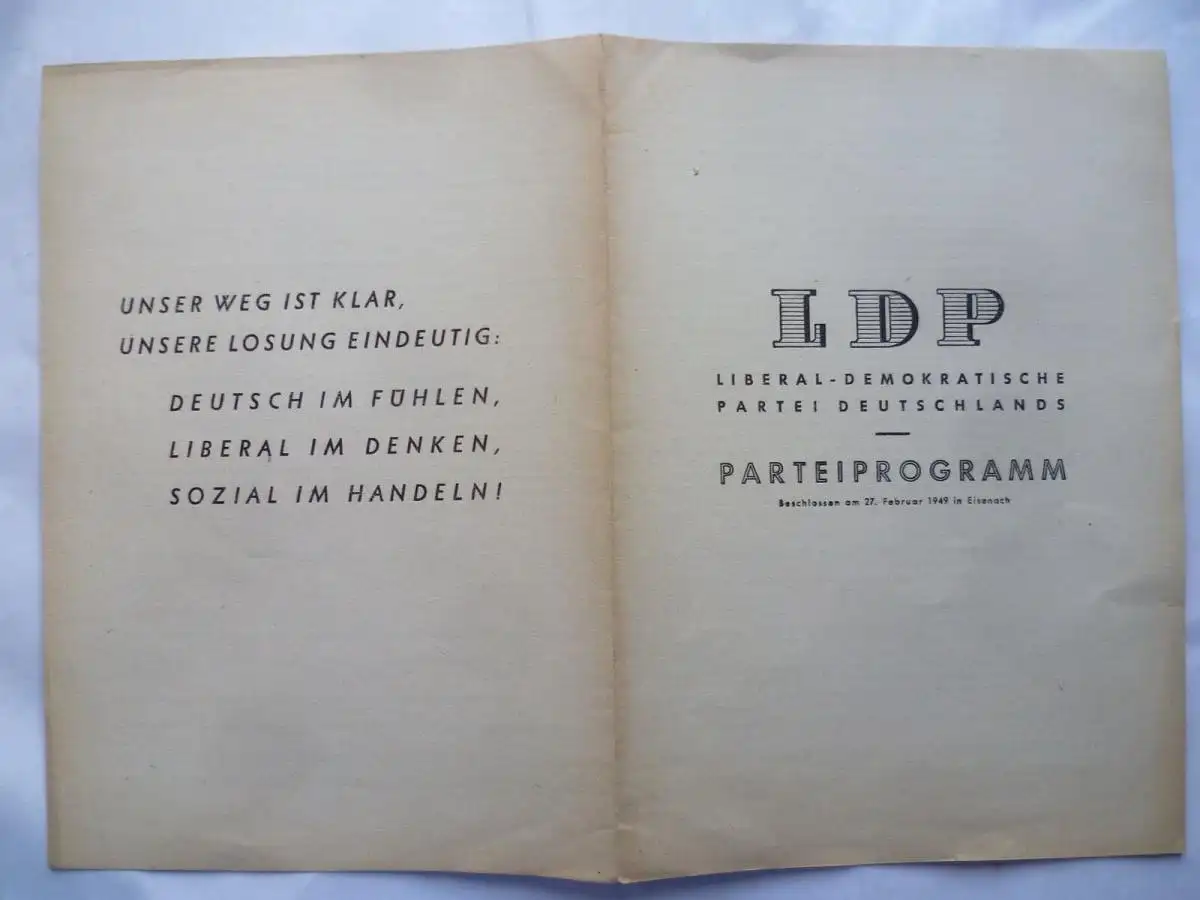 UNSER WEG IST KLAR,
UNSERE LOSUNG EINDEUTIG:
DEUTSCH IM FÜHLEN,
LIBERAL IM DENKEN,
SOZIAL IM HANDELN!
LDP
LIBERAL-DEMOKRATISCHE
PARTEI DEUTSCHLANDS
PARTEIPROGRAMM
Beschlossen am 27. Februar 1949 in Eisenach